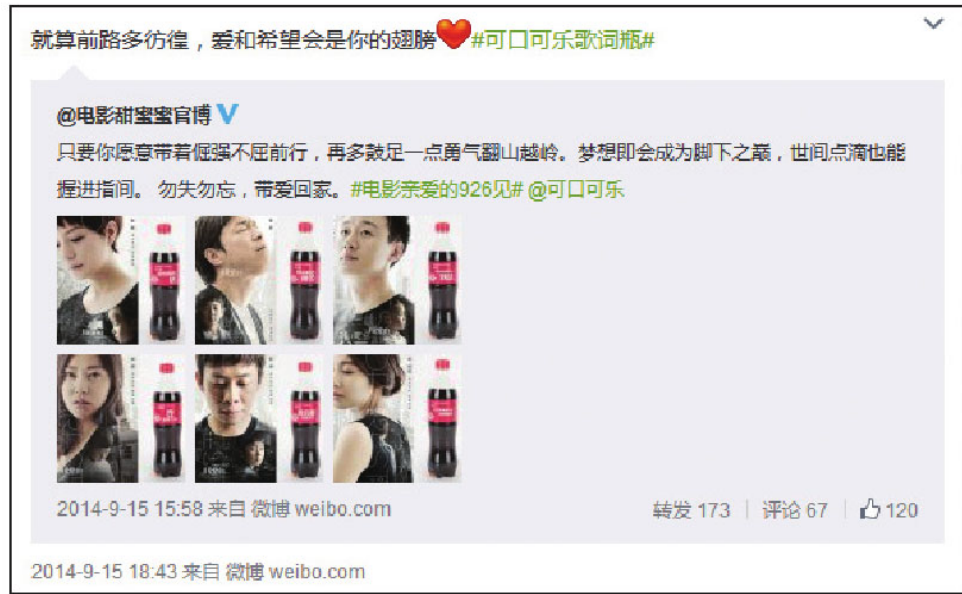 就算前路多彷徨，爱和希望会是你的翅膀❤#可口可乐歌词瓶#
@电影甜蜜蜜官博
只要你愿意带着倔强不屈前行，再多鼓足一点勇气翻山越岭。梦想即会成为脚下之巅，世间点滴也能
握进指间。 勿失勿忘，带爱回家。#电影亲爱的926见# @可口可乐
2014-9-15 15:58 来自 微博 weibo.com
转发 173 | 评论 67 | 120
2014-9-15 18:43 来自 微博 weibo.com